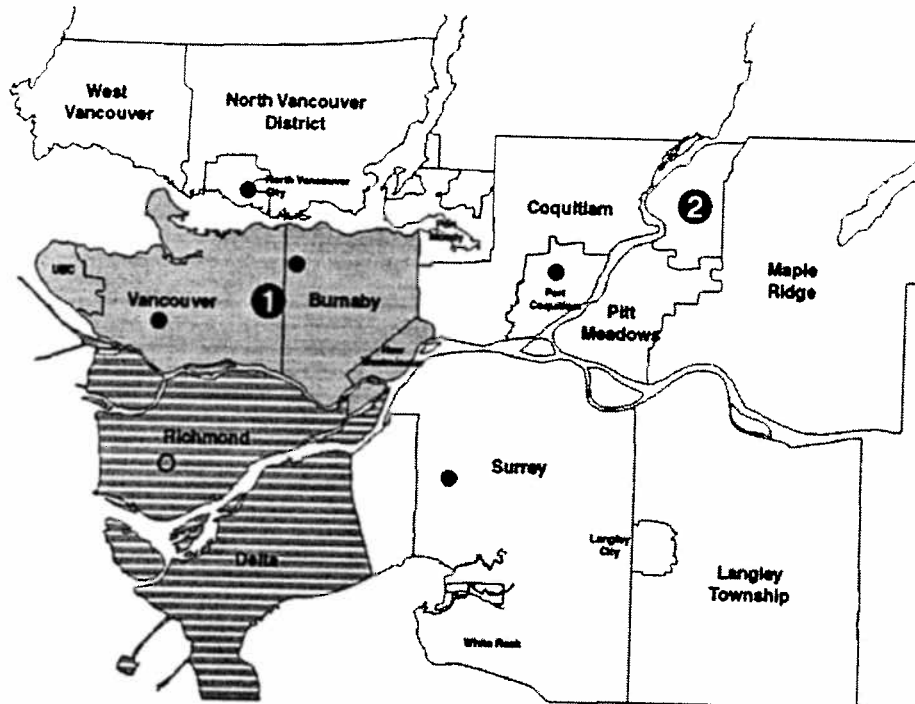 West
Vancouver
North Vancouver
District
North Vancouver
City
Coquitlam
2
Maple
Ridge
UBC
Vancouver
1
Burnaby
Port
Coquitlam
Pitt
Meadows
Richmond
Surrey
Delta
Langley
City
Langley
Township
White Rock